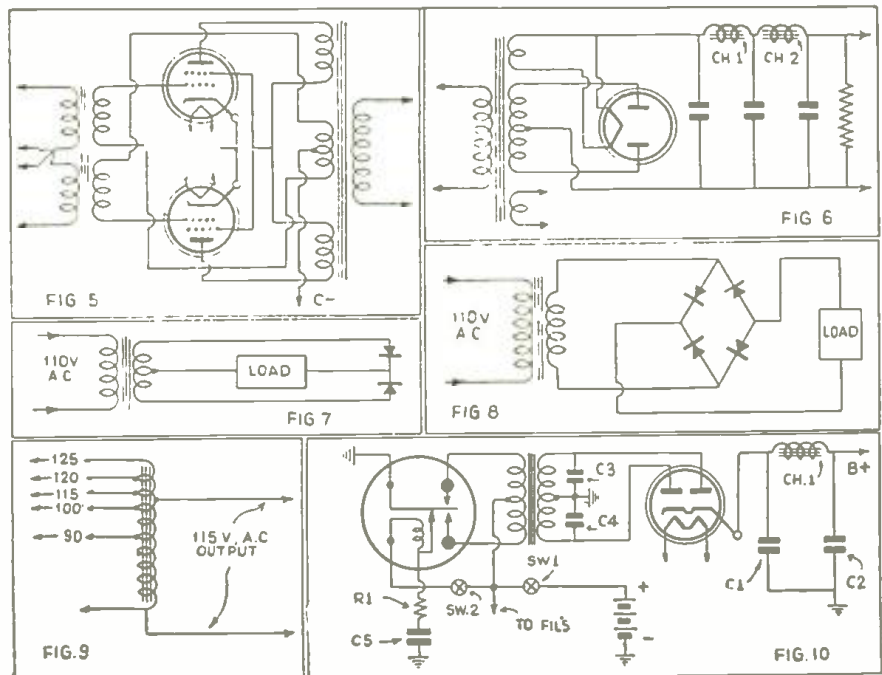 C-
FIG 5
CH 1
CH 2
FIG 6
110V
A C
LOAD
FIG 7
110V
A C
LOAD
FIG 8
125
120
115
100
90
115 V. A.C
OUTPUT
FIG.9
C3
C4
SW1
SW.2
R1
C5
TO FIL'S
+
-
CH.1
B+
C1
C2
FIG.10